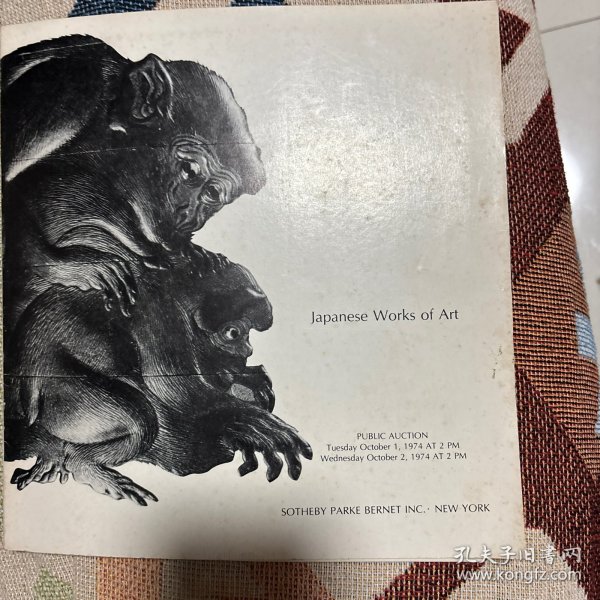 Japanese Works of Art
PUBLIC AUCTION
Tuesday October 1, 1974 AT 2 PM
Wednesday October 2, 1974 AT 2 PM
SOTHEBY PARKE BERNET INC. · NEW YORK
孔夫子旧书网
www.kongfz.com